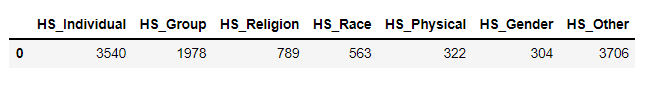 HS_Individual HS_Group HS_Religion HS_Race HS_Physical HS_Gender HS_Other
0 3540 1978 789 563 322 304 3706